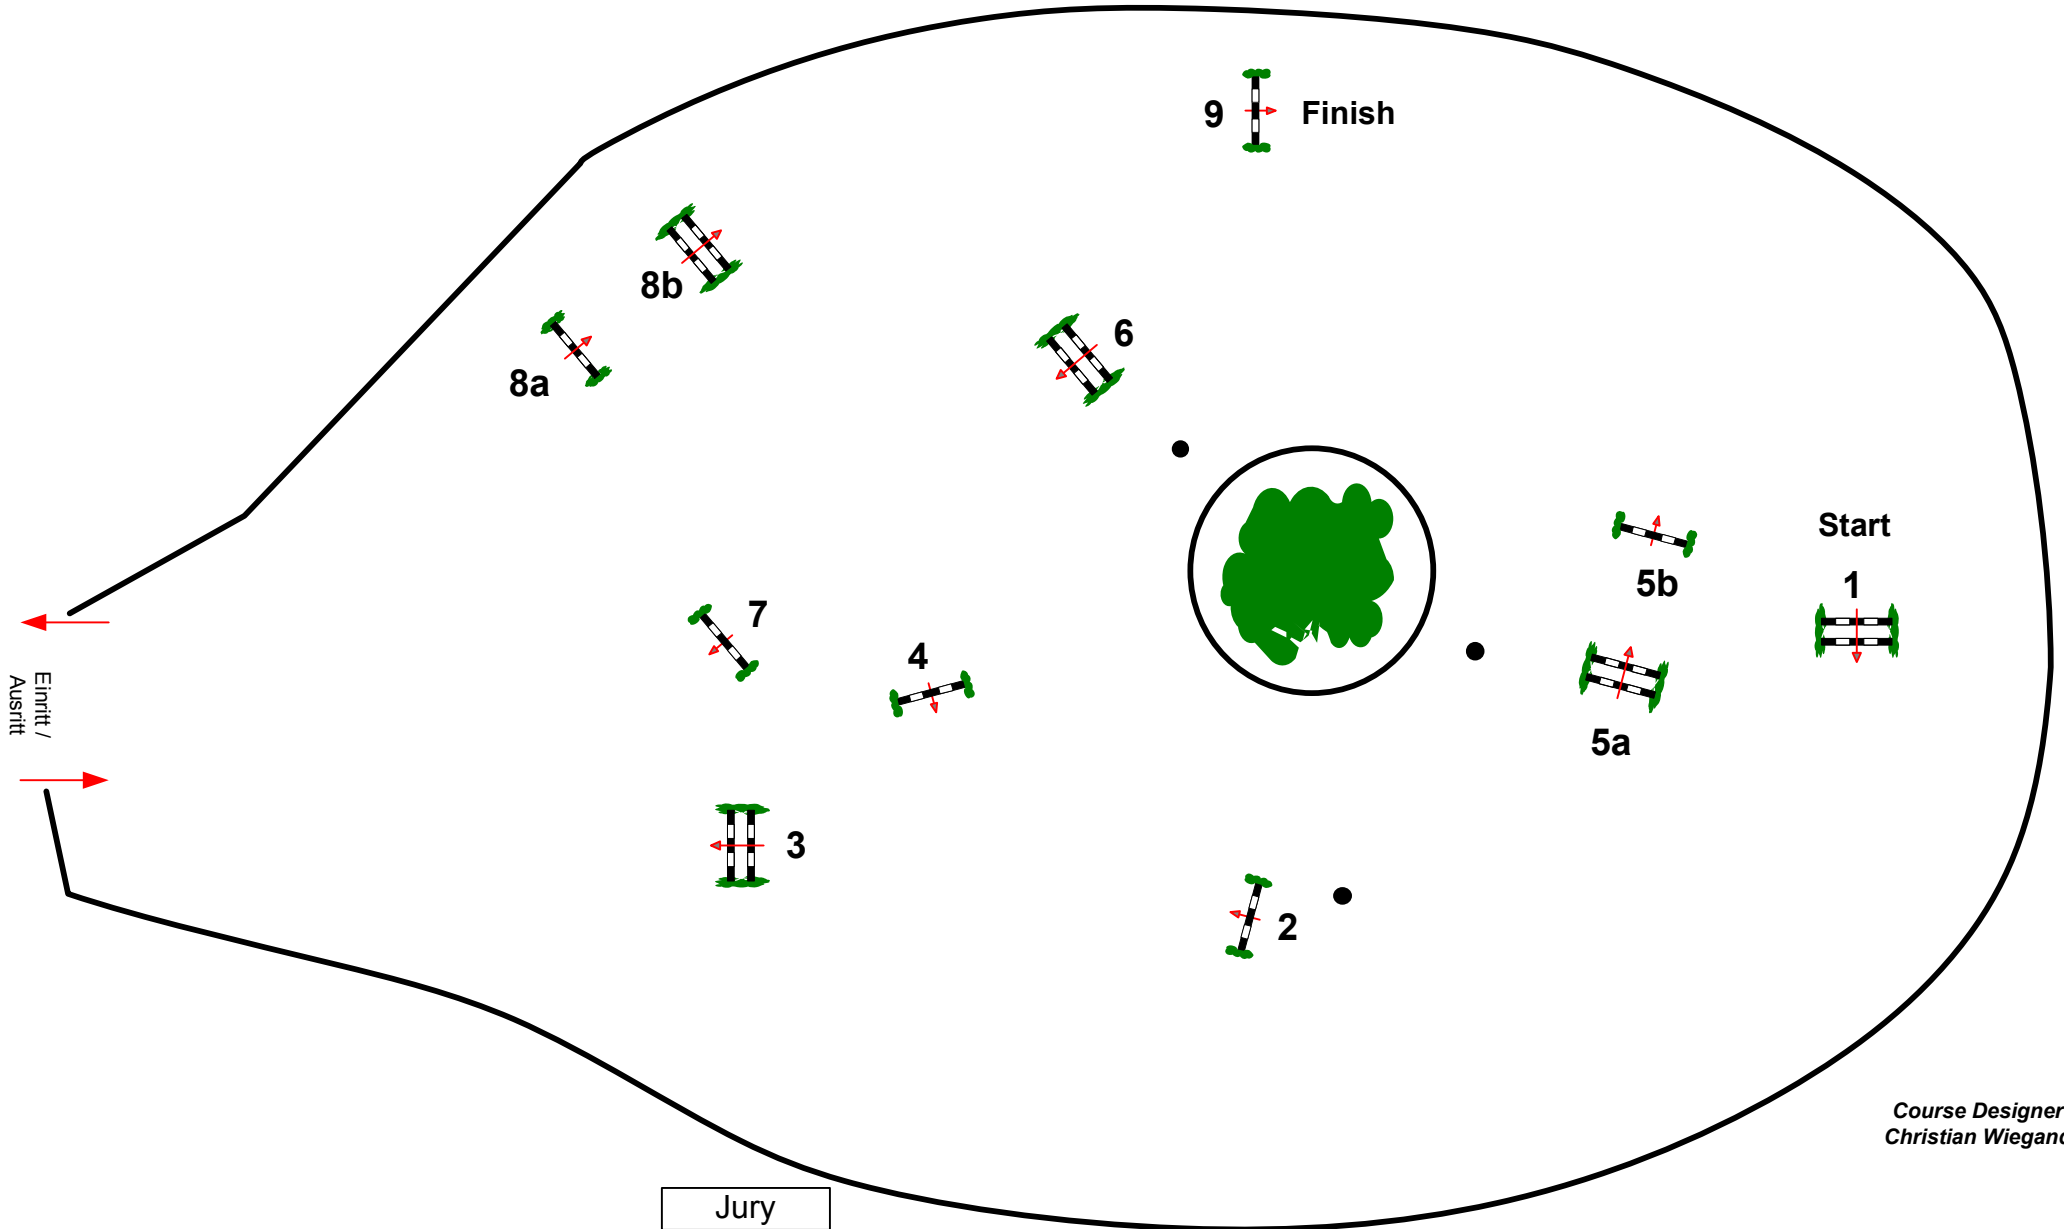 9
Finish
8b
6
8a
Start
5b
1
7
4
Einritt /
Ausritt
5a
3
2
Course Designer
Christian Wiegand
Jury